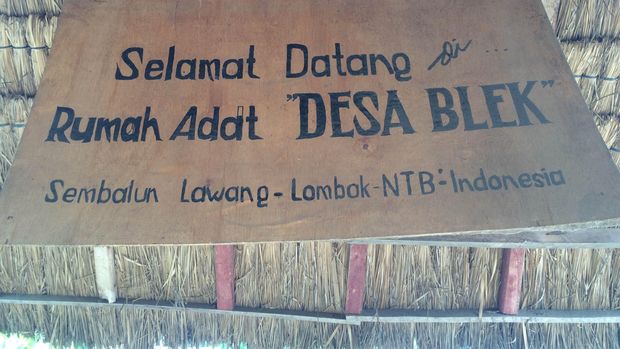 Selamat Datang di ...
Rumah Adat "DESA BLEK"
Sembalun Lawang - Lombok - NTB - Indonesia